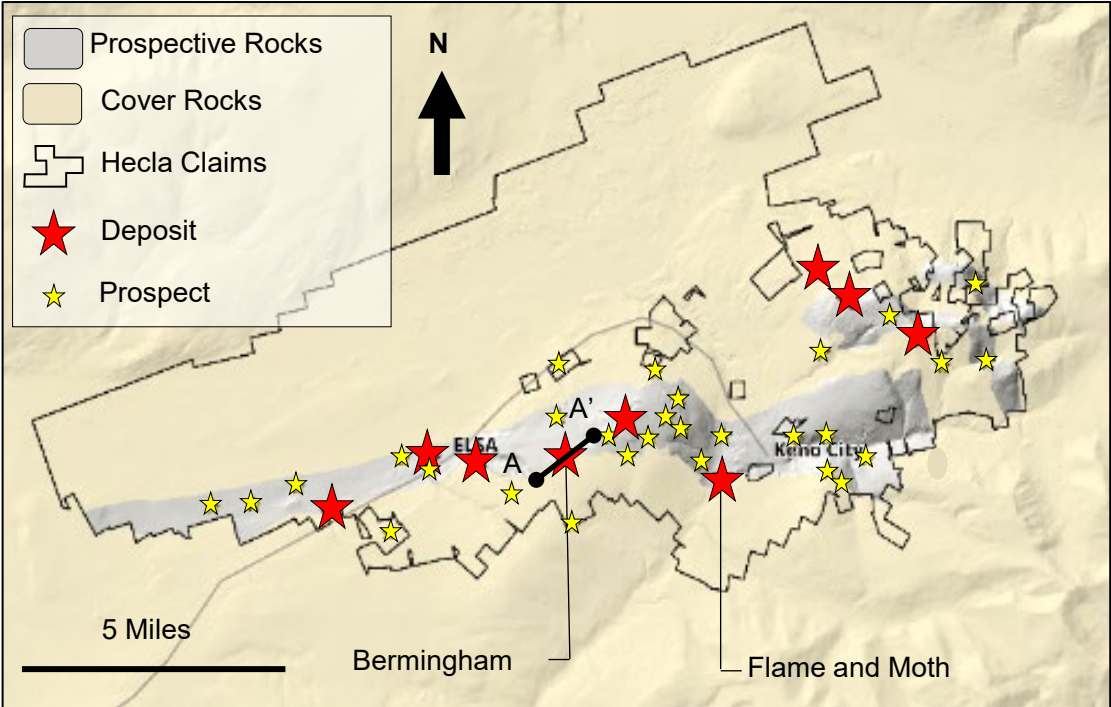 Prospective Rocks
N
Cover Rocks
Hecla Claims
Deposit
Prospect
A'
ELSA
A
Keno City
5 Miles
Bermingham
Flame and Moth